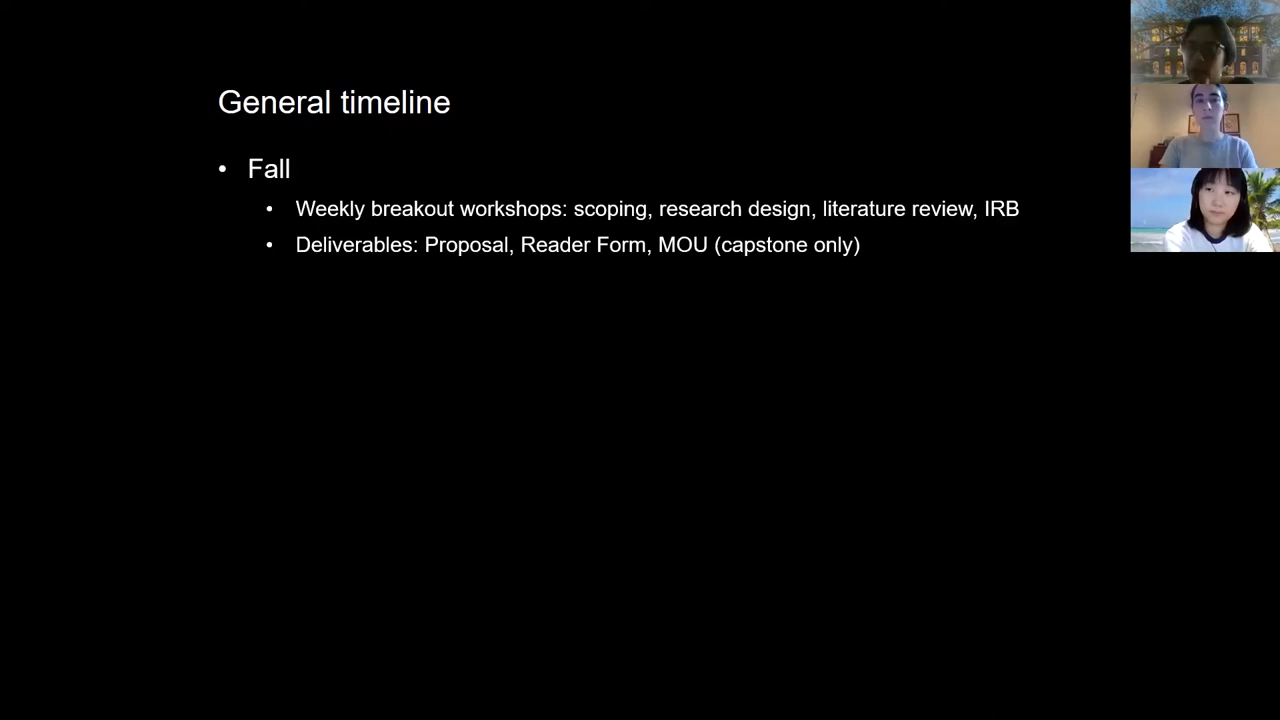 General timeline
• Fall
• Weekly breakout workshops: scoping, research design, literature review, IRB
• Deliverables: Proposal, Reader Form, MOU (capstone only)